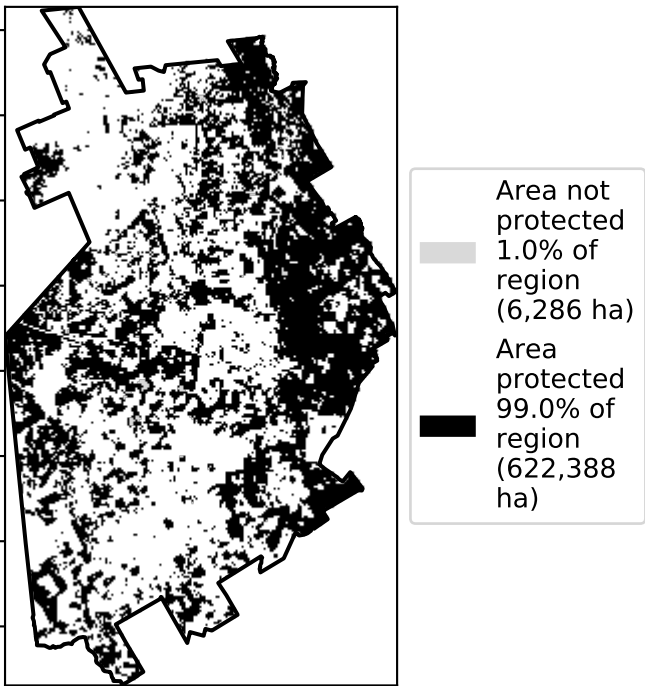 Area not
protected
1.0% of
region
(6,286 ha)
Area
protected
99.0% of
region
(622,388
ha)